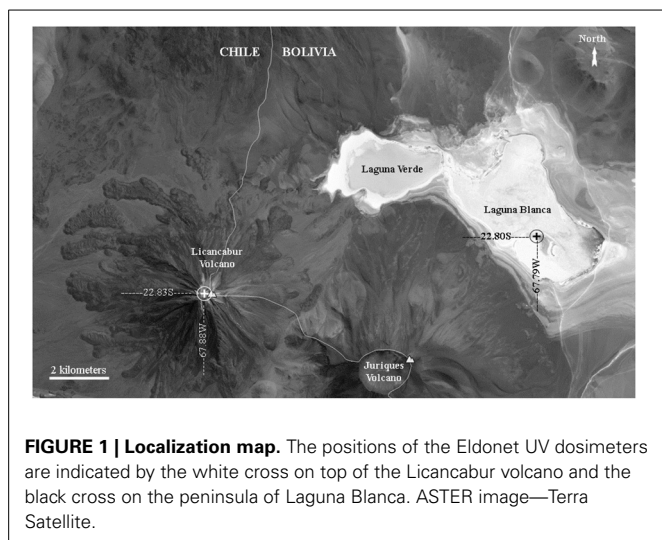 CHILE BOLIVIA
North
Laguna Verde
Laguna Blanca
22.80S
67.79W
Licancabur
Volcano
22.83S
67.88W
Juriques
Volcano
2 kilometers
FIGURE 1 | Localization map. The positions of the Eldonet UV dosimeters
are indicated by the white cross on top of the Licancabur volcano and the
black cross on the peninsula of Laguna Blanca. ASTER image—Terra
Satellite.